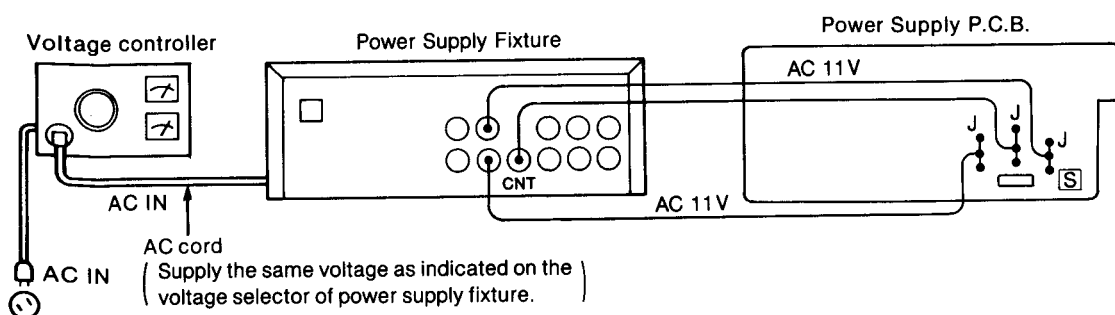 Voltage controller
Power Supply Fixture
Power Supply P.C.B.
AC 11V
J
J
J
S
CNT
AC IN
AC 11V
AC cord
AC IN
( Supply the same voltage as indicated on the
voltage selector of power supply fixture. )